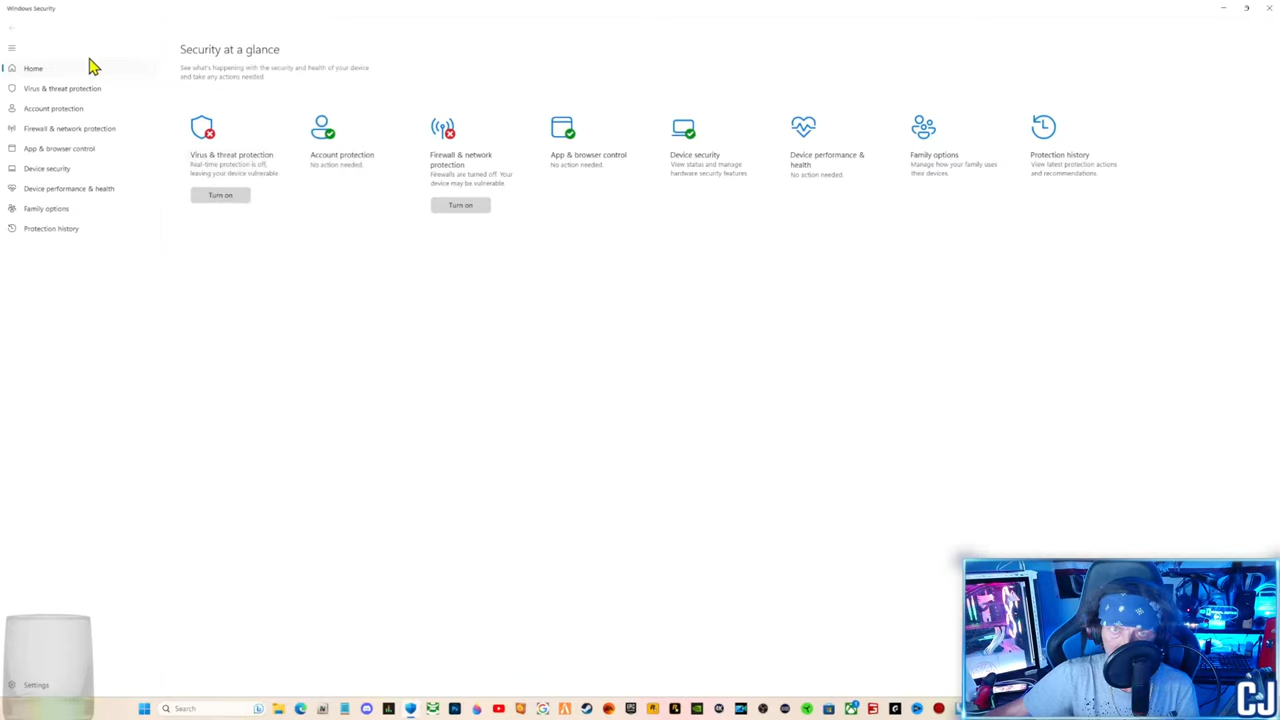 Windows Security
Home
Virus & threat protection
Account protection
Firewall & network protection
App & browser control
Device security
Device performance & health
Family options
Protection history
Settings
Security at a glance
See what's happening with the security and health of your device
and take any actions needed.
Virus & threat protection
Real-time protection is off,
leaving your device vulnerable.
Turn on
Account protection
No action needed.
Firewall & network
protection
Firewalls are turned off. Your
device may be vulnerable.
Turn on
App & browser control
No action needed.
Device security
View status and manage
hardware security features
Device performance &
health
No action needed.
Family options
Manage how your family uses
their devices.
Protection history
View latest protection actions
and recommendations.
Search
CJ